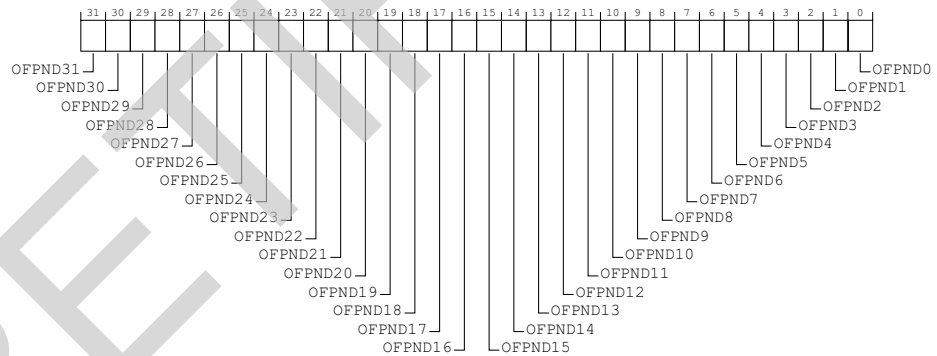 31 30 29 28 27 26 25 24 23 22 21 20 19 18 17 16 15 14 13 12 11 10 9 8 7 6 5 4 3 2 1 0
OFPND31 OFPND0
OFPND30 OFPND1
OFPND29 OFPND2
OFPND28 OFPND3
OFPND27 OFPND4
OFPND26 OFPND5
OFPND25 OFPND6
OFPND24 OFPND7
OFPND23 OFPND8
OFPND22 OFPND9
OFPND21 OFPND10
OFPND20 OFPND11
OFPND19 OFPND12
OFPND18 OFPND13
OFPND17 OFPND14
OFPND16 OFPND15